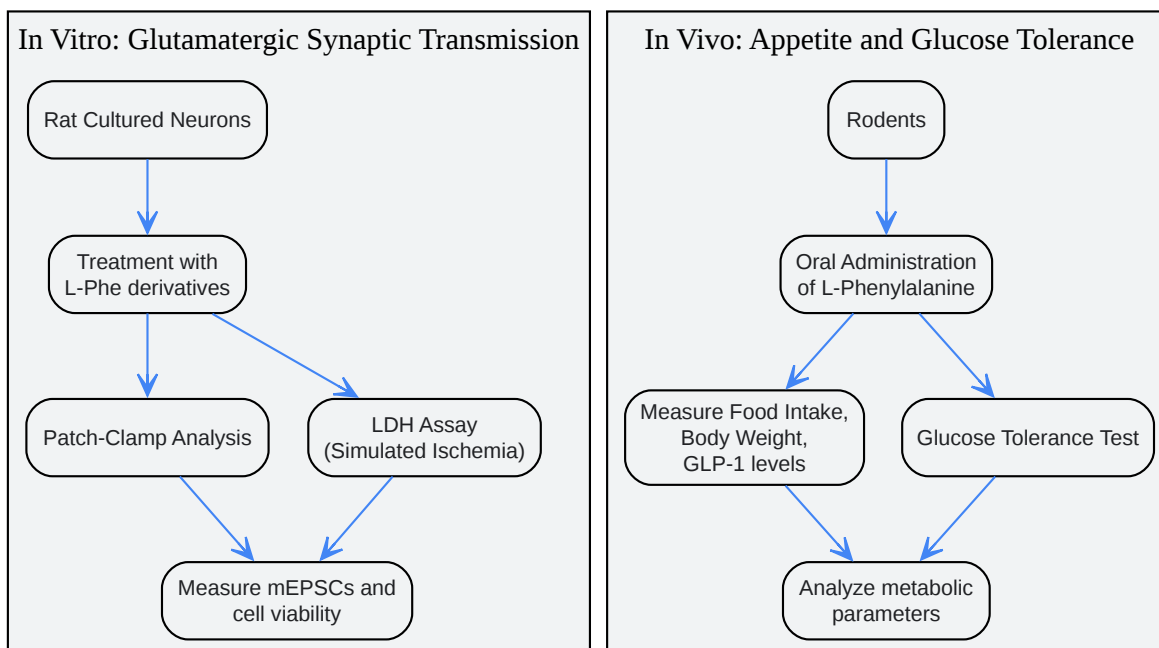 In Vitro: Glutamatergic Synaptic Transmission
Rat Cultured Neurons
Treatment with
L-Phe derivatives
Patch-Clamp Analysis
LDH Assay
(Simulated Ischemia)
Measure mEPSCs and
cell viability
In Vivo: Appetite and Glucose Tolerance
Rodents
Oral Administration
of L-Phenylalanine
Measure Food Intake,
Body Weight,
GLP-1 levels
Glucose Tolerance Test
Analyze metabolic
parameters